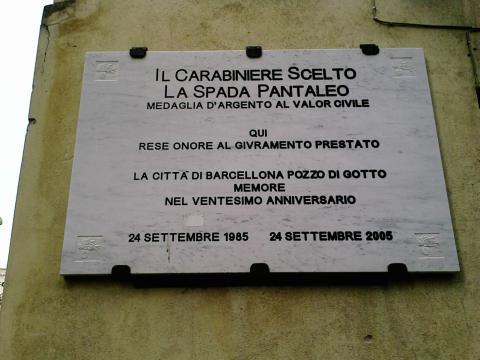 IL CARABINIERE SCELTO
LA SPADA PANTALEO
MEDAGLIA D'ARGENTO AL VALOR CIVILE
QUI
RESE ONORE AL GIVRAMENTO PRESTATO
LA CITTÀ DI BARCELLONA POZZO DI GOTTO
MEMORE
NEL VENTESIMO ANNIVERSARIO
24 SETTEMBRE 1985 24 SETTEMBRE 2005